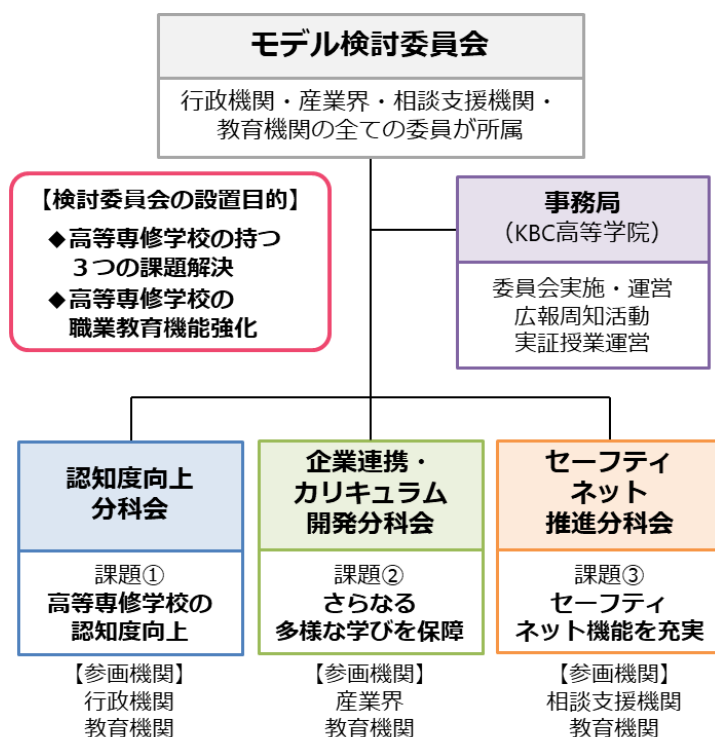 モデル検討委員会
行政機関・産業界・相談支援機関・
教育機関の全ての委員が所属
【検討委員会の設置目的】
◆高等専修学校の持つ
３つの課題解決
◆高等専修学校の
職業教育機能強化
事務局
（KBC高等学院）
委員会実施・運営
広報周知活動
実証授業運営
認知度向上
分科会
課題①
高等専修学校の
認知度向上
【参画機関】
行政機関
教育機関
企業連携・
カリキュラム
開発分科会
課題②
さらなる
多様な学びを保障
【参画機関】
産業界
教育機関
セーフティ
ネット
推進分科会
課題③
セーフティ
ネット機能を充実
【参画機関】
相談支援機関
教育機関